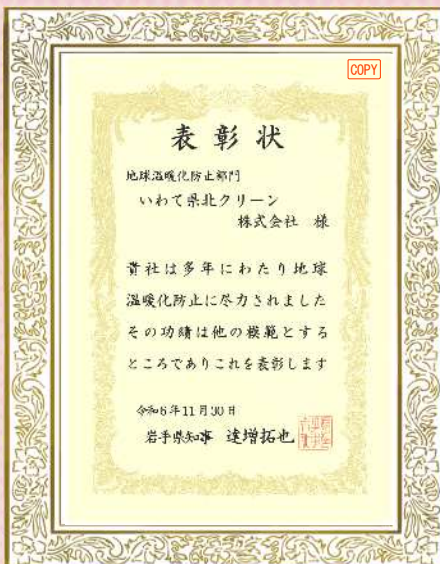 COPY
表彰状
地球温暖化防止部門
いわて県北クリーン
株式会社 様
貴社は多年にわたり地球
温暖化防止に尽力されました
その功績は他の模範とする
ところでありこれを表彰します
令和6年11月30日
岩手県知事 達増拓也